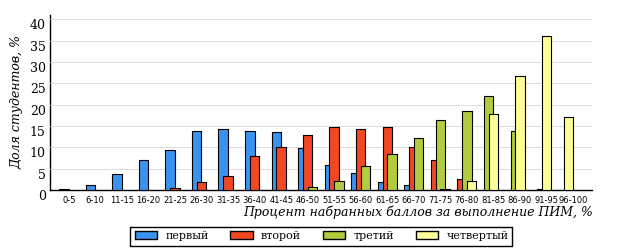 Доля студентов, %
40
35
30
25
20
15
10
5
0
0-5 6-10 11-15 16-20 21-25 26-30 31-35 36-40 41-45 46-50 51-55 56-60 61-65 66-70 71-75 76-80 81-85 86-90 91-95 96-100
Процент набранных баллов за выполнение ПИМ, %
первый второй третий четвертый